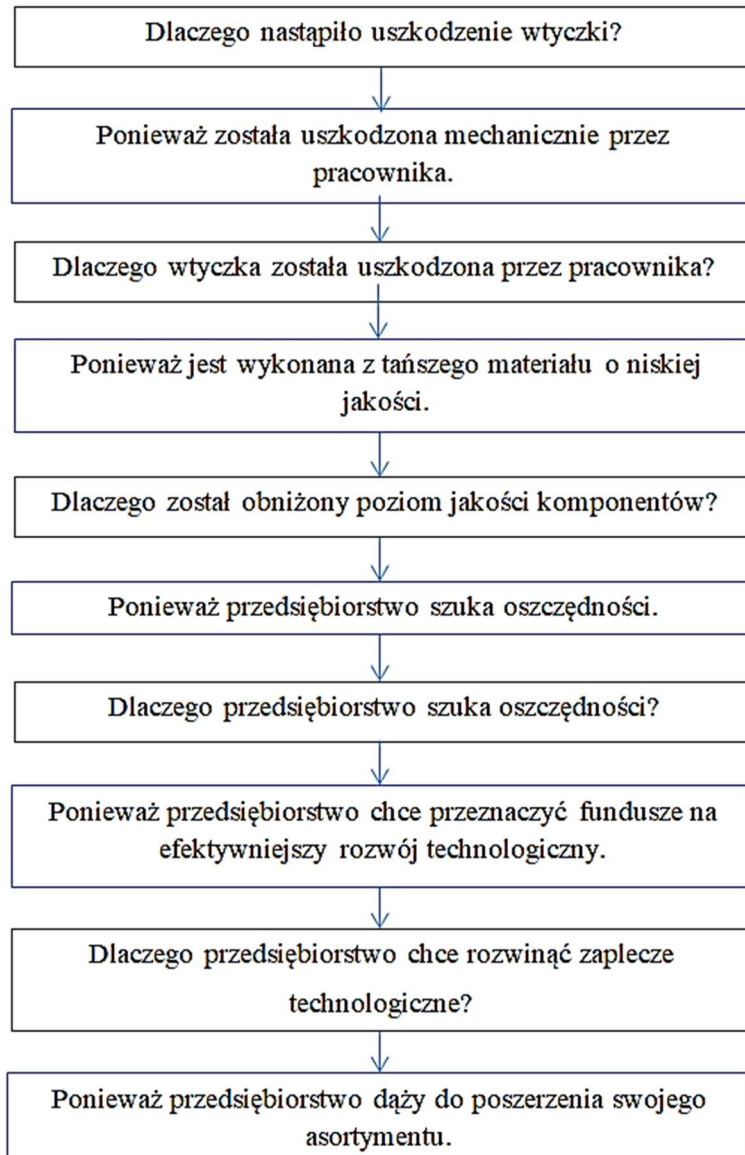 Dlaczego nastąpiło uszkodzenie wtyczki?
Ponieważ została uszkodzona mechanicznie przez
pracownika.
Dlaczego wtyczka została uszkodzona przez pracownika?
Ponieważ jest wykonana z tańszego materiału o niskiej
jakości.
Dlaczego został obniżony poziom jakości komponentów?
Ponieważ przedsiębiorstwo szuka oszczędności.
Dlaczego przedsiębiorstwo szuka oszczędności?
Ponieważ przedsiębiorstwo chce przeznaczyć fundusze na
efektywniejszy rozwój technologiczny.
Dlaczego przedsiębiorstwo chce rozwinąć zaplecze
technologiczne?
Ponieważ przedsiębiorstwo dąży do poszerzenia swojego
asortymentu.